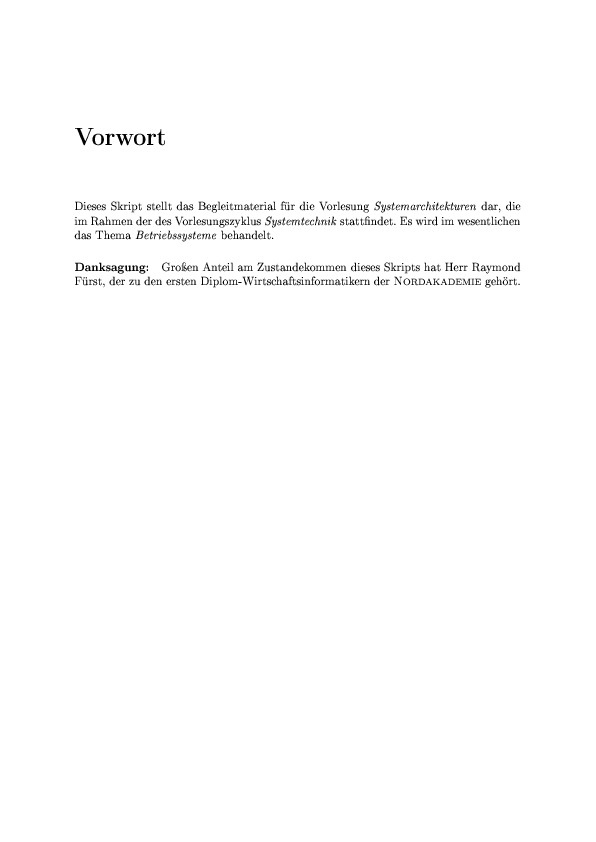 Vorwort
Dieses Skript stellt das Begleitmaterial für die Vorlesung Systemarchitekturen dar, die
im Rahmen der des Vorlesungszyklus Systemtechnik stattfindet. Es wird im wesentlichen
das Thema Betriebssysteme behandelt.
Danksagung: Großen Anteil am Zustandekommen dieses Skripts hat Herr Raymond
Fürst, der zu den ersten Diplom-Wirtschaftsinformatikern der NORDAKADEMIE gehört.